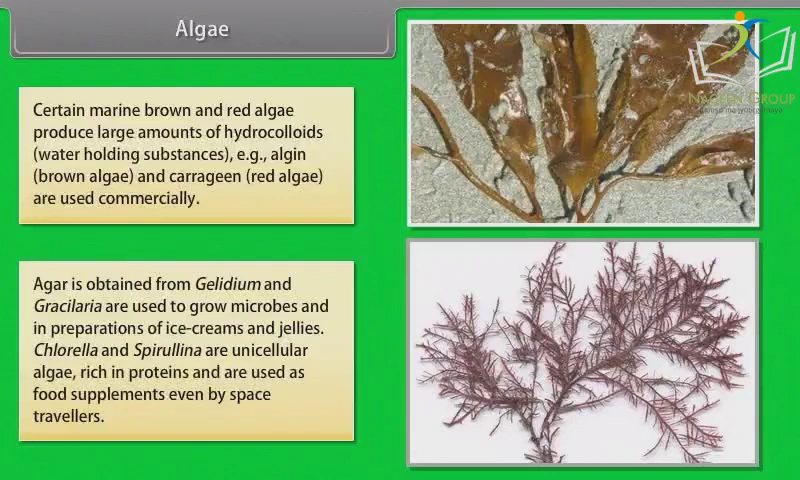 Algae
Certain marine brown and red algae
produce large amounts of hydrocolloids
(water holding substances), e.g., algin
(brown algae) and carrageen (red algae)
are used commercially.
Agar is obtained from Gelidium and
Gracilaria are used to grow microbes and
in preparations of ice-creams and jellies.
Chlorella and Spirullina are unicellular
algae, rich in proteins and are used as
food supplements even by space
travellers.
GROUP